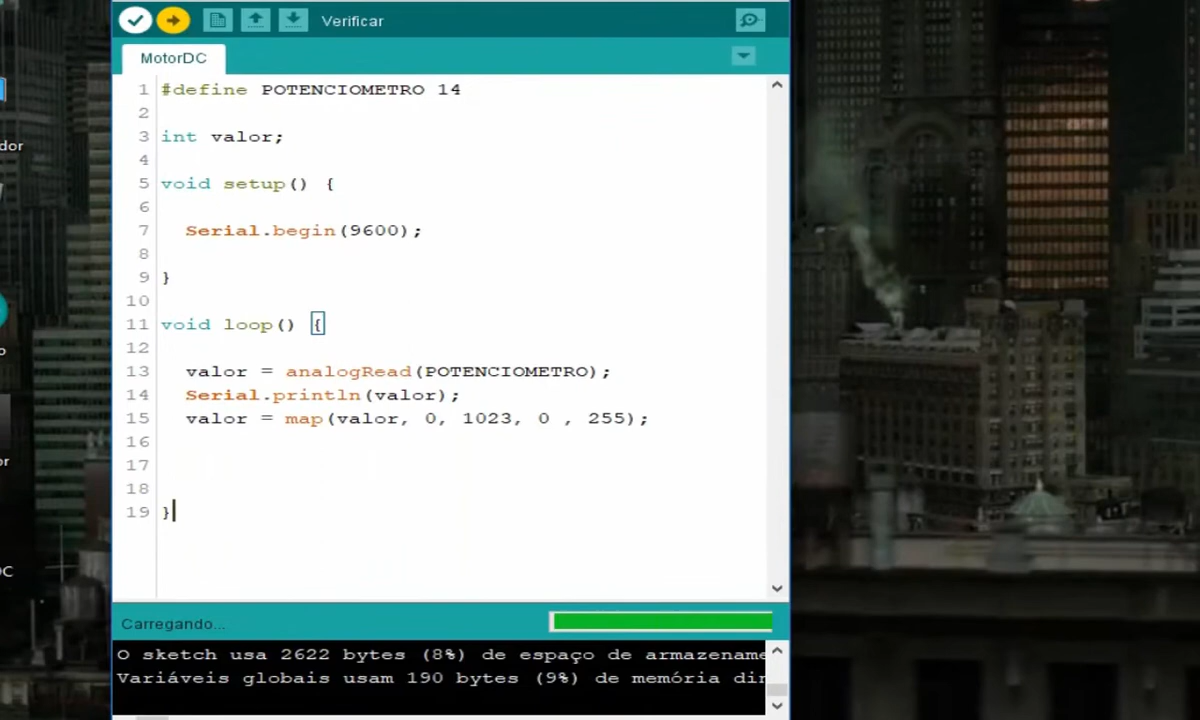 Verificar
MotorDC
1 #define POTENCIOMETRO 14
2
3 int valor;
4
5 void setup() {
6
7 Serial.begin(9600);
8
9 }
10
11 void loop() {
12
13 valor = analogRead(POTENCIOMETRO);
14 Serial.println(valor);
15 valor = map(valor, 0, 1023, 0 , 255);
16
17
18
19 }
Carregando...
O sketch usa 2622 bytes (8%) de espaço de armazename
Variáveis globais usam 190 bytes (9%) de memória din
dor
o
or
DC